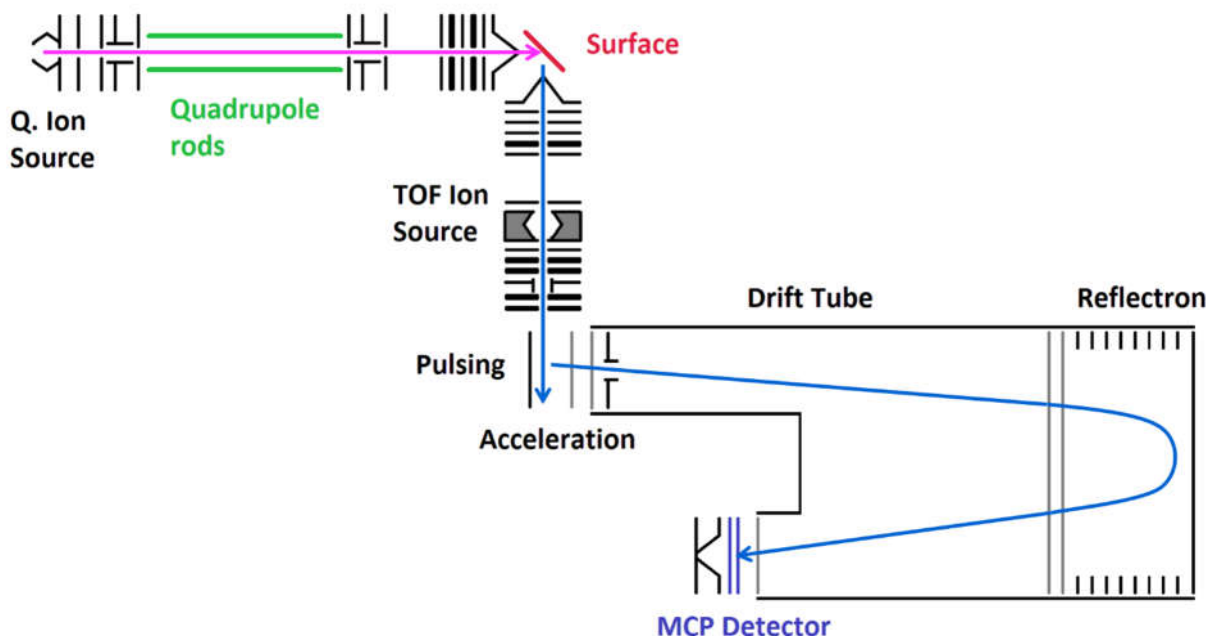 Surface
Q. Ion
Source
Quadrupole
rods
TOF Ion
Source
Drift Tube
Reflectron
Pulsing
Acceleration
MCP Detector